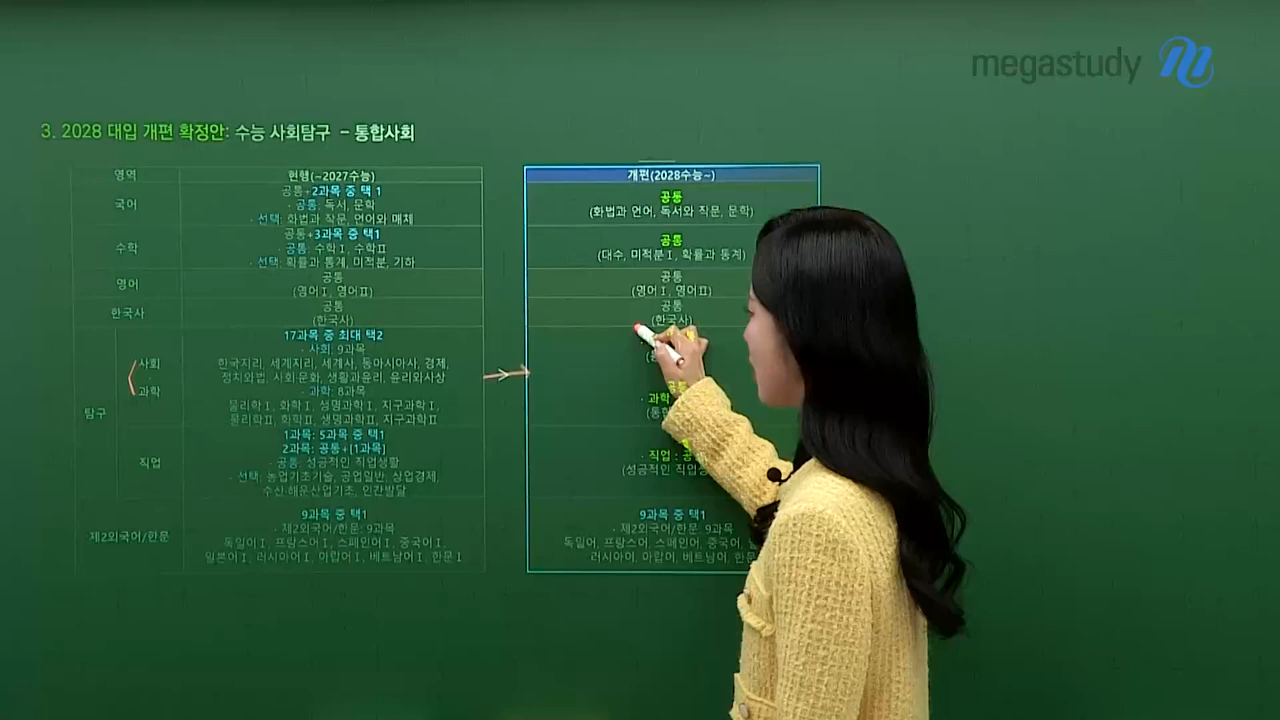 megastudy
3. 2028 대입 개편 확정안: 수능 사회탐구 - 통합사회
영역
현행(~2027수능)
개편(2028수능~)
국어
공통+2과목 중 택 1
· 공통: 독서, 문학
· 선택: 화법과 작문, 언어와 매체
공통
(화법과 언어, 독서와 작문, 문학)
수학
공통+3과목 중 택1
· 공통: 수학Ⅰ, 수학Ⅱ
· 선택: 확률과 통계, 미적분, 기하
공통
(대수, 미적분Ⅰ, 확률과 통계)
영어
공통
(영어Ⅰ, 영어Ⅱ)
공통
(영어Ⅰ, 영어Ⅱ)
한국사
공통
(한국사)
공통
(한국사)
탐구
사회
·
과학
17과목 중 최대 택2
· 사회: 9과목
한국지리, 세계지리, 세계사, 동아시아사, 경제,
정치와법, 사회·문화, 생활과윤리, 윤리와사상
· 과학: 8과목
물리학Ⅰ, 화학Ⅰ, 생명과학Ⅰ, 지구과학Ⅰ,
물리학Ⅱ, 화학Ⅱ, 생명과학Ⅱ, 지구과학Ⅱ
공통
· 과학
(통합
직업
1과목: 5과목 중 택1
2과목: 공통+[1과목]
· 공통: 성공적인 직업생활
· 선택: 농업기초기술, 공업일반, 상업경제,
수산·해운산업기초, 인간발달
· 직업 : 공
(성공적인 직업생
제2외국어/한문
9과목 중 택1
· 제2외국어/한문: 9과목
독일어Ⅰ, 프랑스어Ⅰ, 스페인어Ⅰ, 중국어Ⅰ,
일본어Ⅰ, 러시아어Ⅰ, 아랍어Ⅰ, 베트남어Ⅰ, 한문Ⅰ
9과목 중 택1
· 제2외국어/한문: 9과목
독일어, 프랑스어, 스페인어, 중국어,
러시아어, 아랍어, 베트남어, 한문